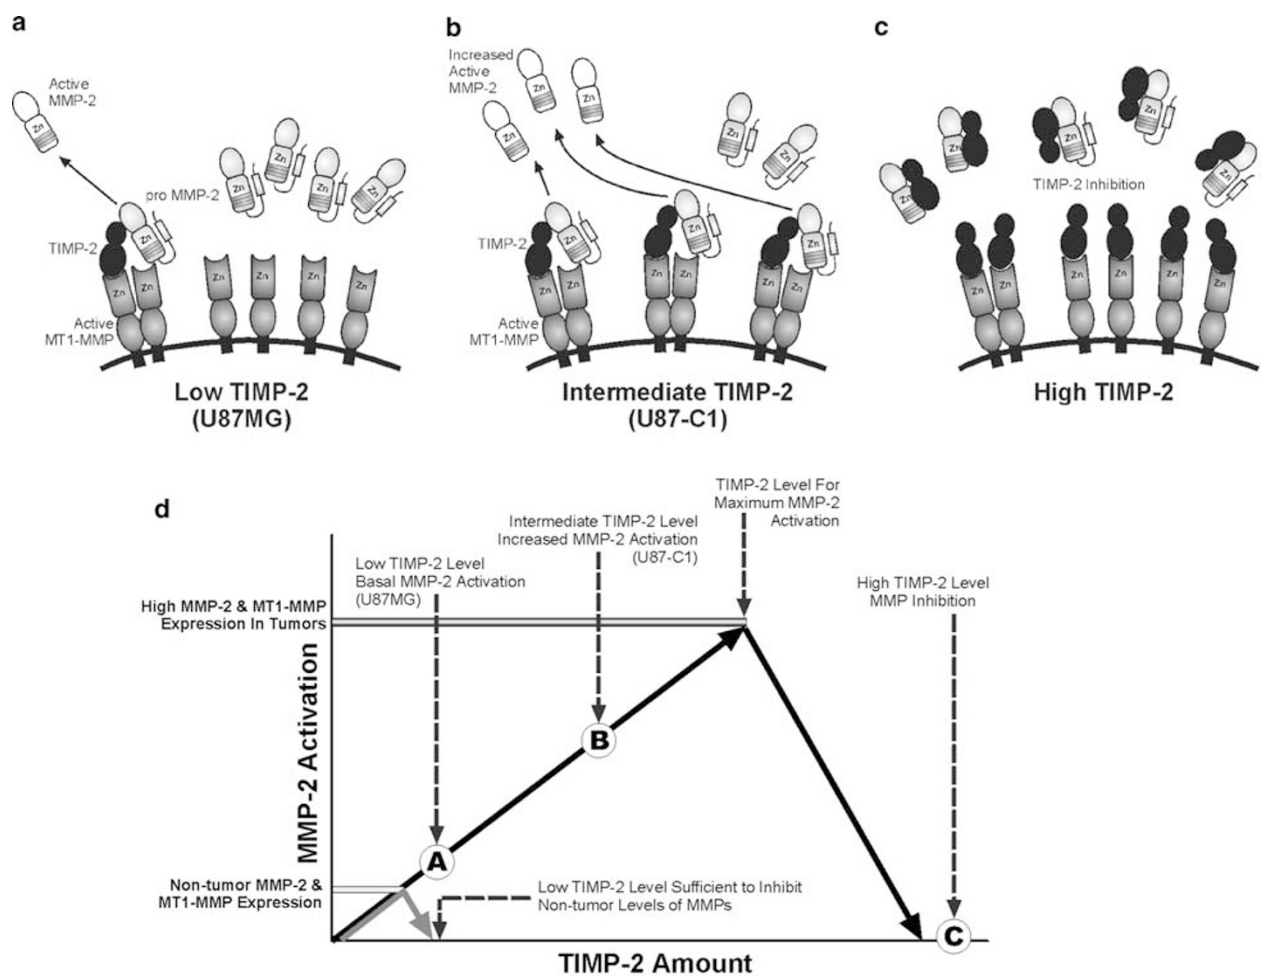 a
Active
MMP-2
Zn
pro MMP-2
Zn
Zn
Zn
Zn
Zn
TIMP-2
Zn
Zn
Zn
Zn
Zn
Zn
Active
MT1-MMP
Low TIMP-2
(U87MG)
b
Increased
Active
MMP-2
Zn
Zn
Zn
Zn
Zn
TIMP-2
Zn
Zn
Zn
Zn
Zn
Zn
Zn
Zn
Zn
Active
MT1-MMP
Intermediate TIMP-2
(U87-C1)
c
Zn
Zn
Zn
Zn
Zn
TIMP-2 Inhibition
Zn
Zn
Zn
Zn
Zn
Zn
High TIMP-2
d
TIMP-2 Level For
Maximum MMP-2
Activation
Intermediate TIMP-2 Level
Increased MMP-2 Activation
(U87-C1)
Low TIMP-2 Level
Basal MMP-2 Activation
(U87MG)
High TIMP-2 Level
MMP Inhibition
High MMP-2 & MT1-MMP
Expression In Tumors
MMP-2 Activation
B
A
Non-tumor MMP-2 &
MT1-MMP Expression
Low TIMP-2 Level Sufficient to Inhibit
Non-tumor Levels of MMPs
C
TIMP-2 Amount